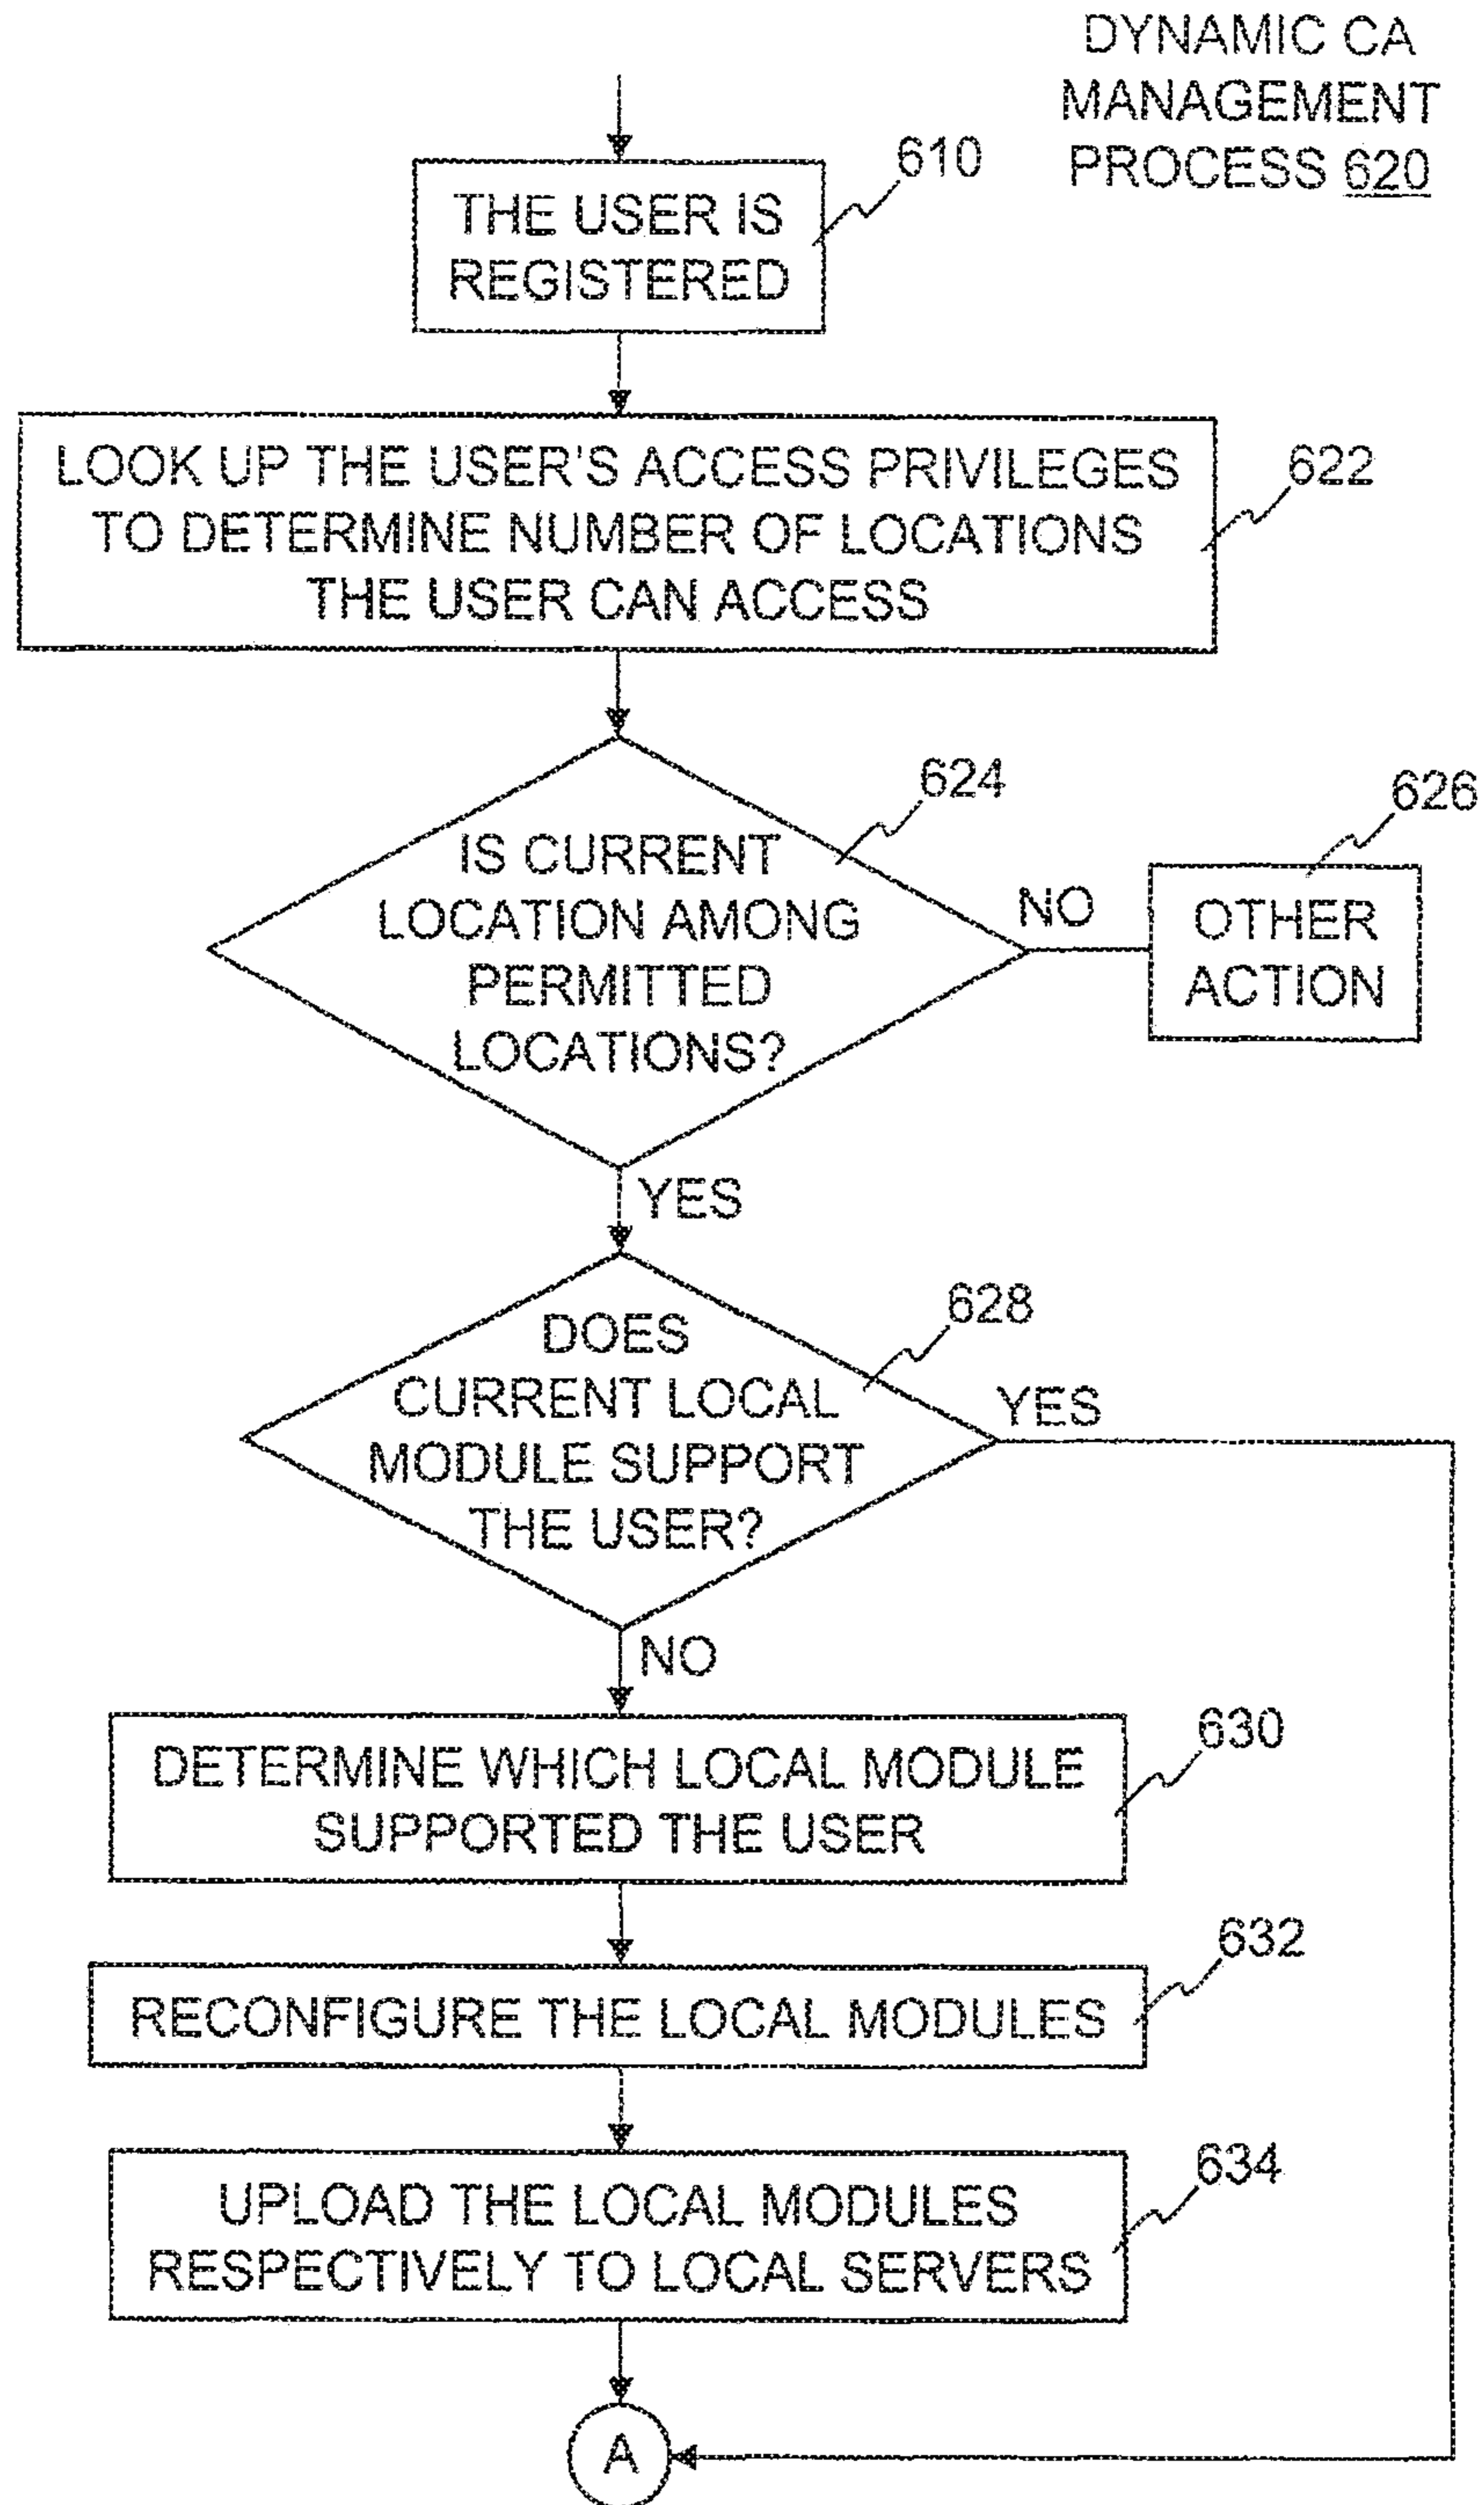 DYNAMIC CA
MANAGEMENT
PROCESS 620
610
THE USER IS
REGISTERED
622
LOOK UP THE USER'S ACCESS PRIVILEGES
TO DETERMINE NUMBER OF LOCATIONS
THE USER CAN ACCESS
624
IS CURRENT
LOCATION AMONG
PERMITTED
LOCATIONS?
NO
626
OTHER
ACTION
YES
628
DOES
CURRENT LOCAL
MODULE SUPPORT
THE USER?
YES
NO
630
DETERMINE WHICH LOCAL MODULE
SUPPORTED THE USER
632
RECONFIGURE THE LOCAL MODULES
634
UPLOAD THE LOCAL MODULES
RESPECTIVELY TO LOCAL SERVERS
A